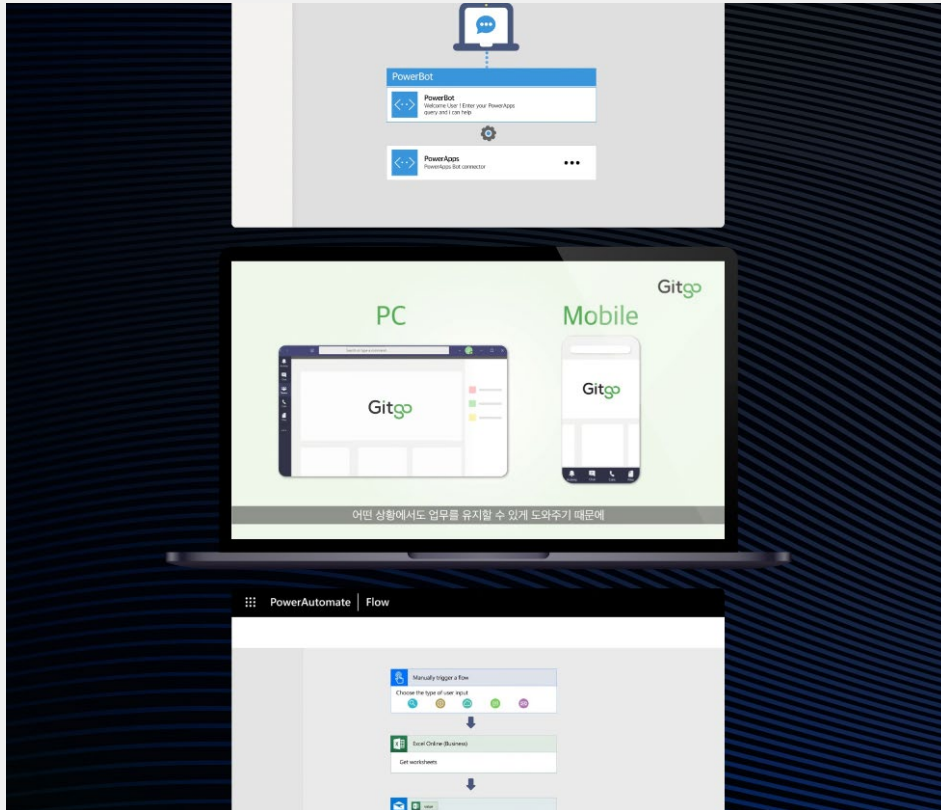 PowerBot
PowerBot
Welcome User ! Enter your PowerApps
query and I can help
PowerApps
PowerApps Bot connector
Gitgo
PC
Mobile
Gitgo
Gitgo
어떤 상황에서도 업무를 유지할 수 있게 도와주기 때문에
PowerAutomate | Flow
Manually trigger a flow
Choose the type of user input
Excel Online (Business)
Get worksheets